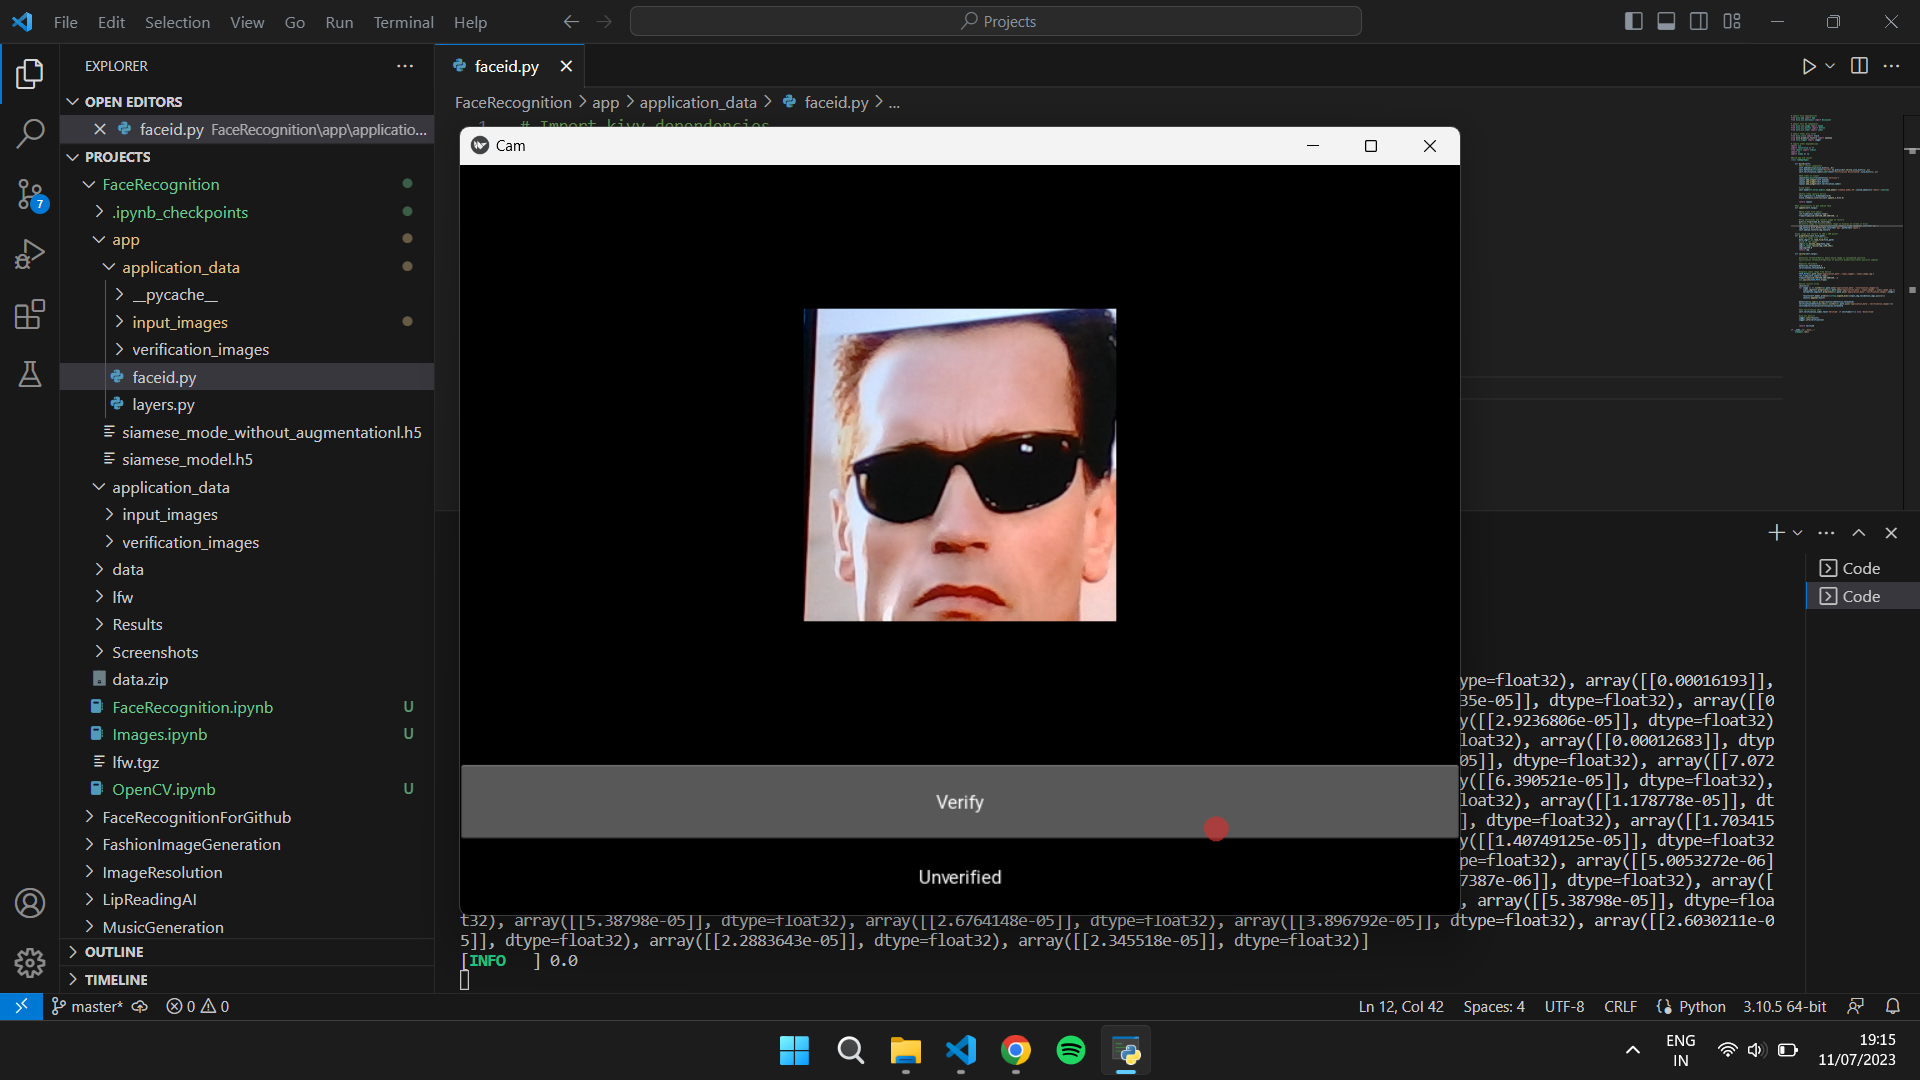 File Edit Selection View Go Run Terminal Help
Projects
EXPLORER
faceid.py
OPEN EDITORS
FaceRecognition app application_data faceid.py ...
faceid.py FaceRecognition\app\applicatio...
1 # Import kivy dependencies
PROJECTS
Cam
FaceRecognition
.ipynb_checkpoints
app
application_data
__pycache__
input_images
verification_images
faceid.py
layers.py
siamese_mode_without_augmentationl.h5
siamese_model.h5
application_data
input_images
verification_images
data
lfw
Results
Screenshots
data.zip
FaceRecognition.ipynb U
Images.ipynb U
lfw.tgz
OpenCV.ipynb U
FaceRecognitionForGithub
FashionImageGeneration
ImageResolution
LipReadingAI
MusicGeneration
OUTLINE
TIMELINE
7
Verify
Unverified
Code
Code
ype=float32), array([[0.00016193]],
35e-05]], dtype=float32), array([[0
y([[2.9236806e-05]], dtype=float32)
loat32), array([[0.00012683]], dtyp
05]], dtype=float32), array([[7.072
y([[6.390521e-05]], dtype=float32),
loat32), array([[1.178778e-05]], dt
]], dtype=float32), array([[1.703415
y([[1.40749125e-05]], dtype=float32
pe=float32), array([[5.0053272e-06]
7387e-06]], dtype=float32), array([
, array([[5.38798e-05]], dtype=floa
t32), array([[5.38798e-05]], dtype=float32), array([[2.6764148e-05]], dtype=float32), array([[3.896792e-05]], dtype=float32), array([[2.6030211e-0
5]], dtype=float32), array([[2.2883643e-05]], dtype=float32), array([[2.345518e-05]], dtype=float32)]
[INFO ] 0.0
master* 0 0 Ln 12, Col 42 Spaces: 4 UTF-8 CRLF Python 3.10.5 64-bit
ENG
IN
19:15
11/07/2023